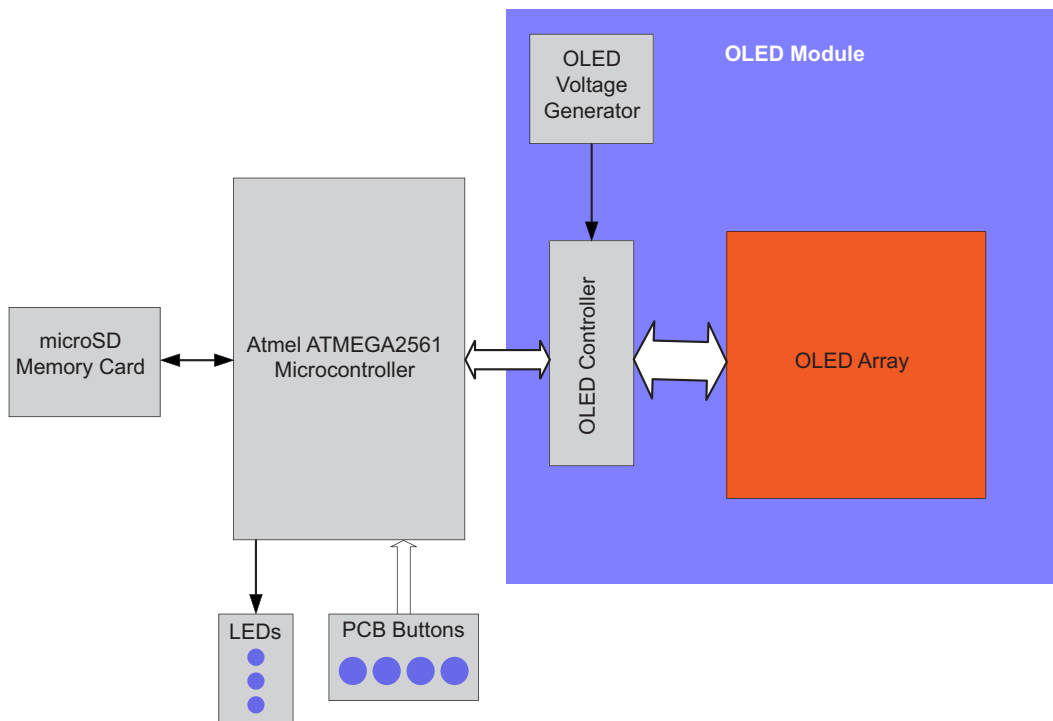 OLED Module
OLED
Voltage
Generator
microSD
Memory Card
Atmel ATMEGA2561
Microcontroller
OLED Controller
OLED Array
LEDs
PCB Buttons